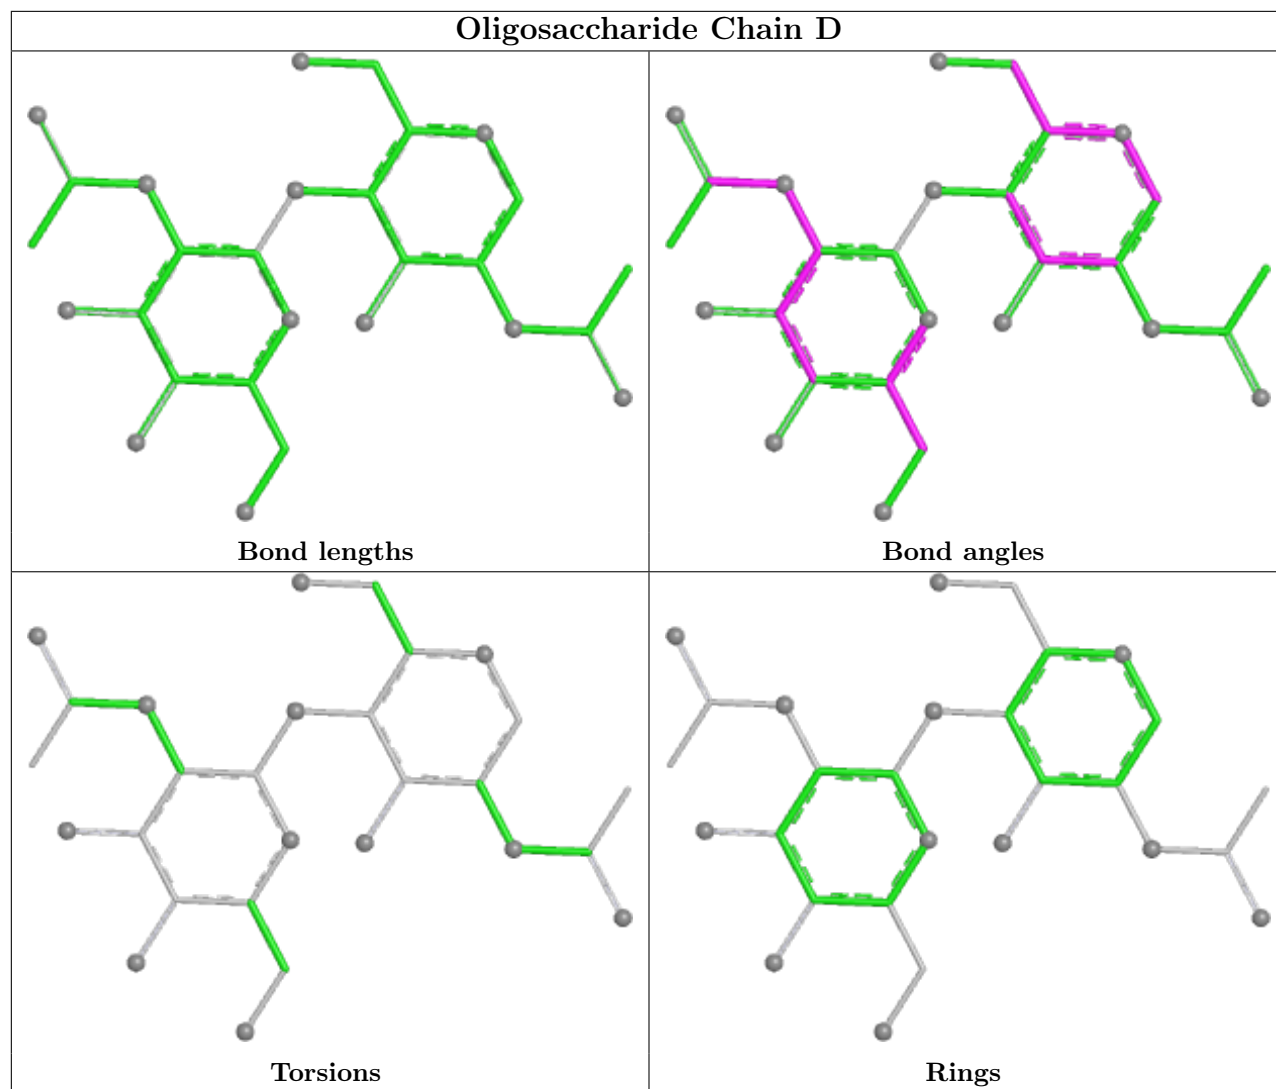 Oligosaccharide Chain D
Bond lengths
Bond angles
Torsions
Rings